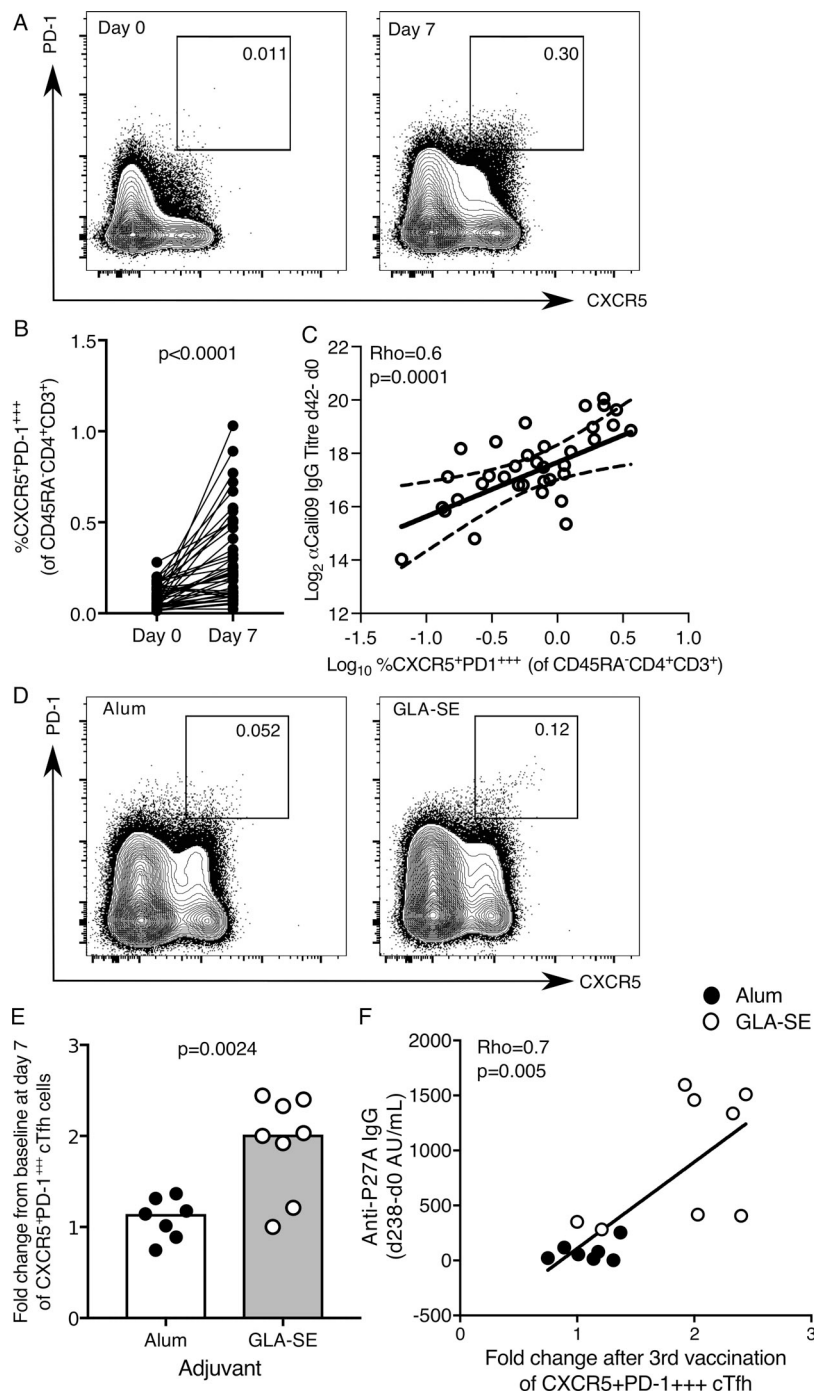 A
PD-1
Day 0
0.011
Day 7
0.30
CXCR5
B
%CXCR5⁺PD-1⁺⁺⁺
(of CD45RA⁻CD4⁺CD3⁺)
1.5
1.0
0.5
0.0
p<0.0001
Day 0 Day 7
C
Log₂ αCali09 IgG Titre d42- d0
22
20
18
16
14
12
Rho=0.6
p=0.0001
-1.5 -1.0 -0.5 0.0 0.5 1.0
Log₁₀ %CXCR5⁺PD1⁺⁺⁺ (of CD45RA⁻CD4⁺CD3⁺)
D
PD-1
Alum
0.052
GLA-SE
0.12
CXCR5
E
Fold change from baseline at day 7
of CXCR5⁺PD-1⁺⁺⁺ cTfh cells
3
2
1
0
p=0.0024
Alum GLA-SE
Adjuvant
F
Alum
GLA-SE
Anti-P27A IgG
(d238-d0 AU/mL)
2000
1500
1000
500
0
-500
Rho=0.7
p=0.005
0 1 2 3
Fold change after 3rd vaccination
of CXCR5+PD-1+++ cTfh